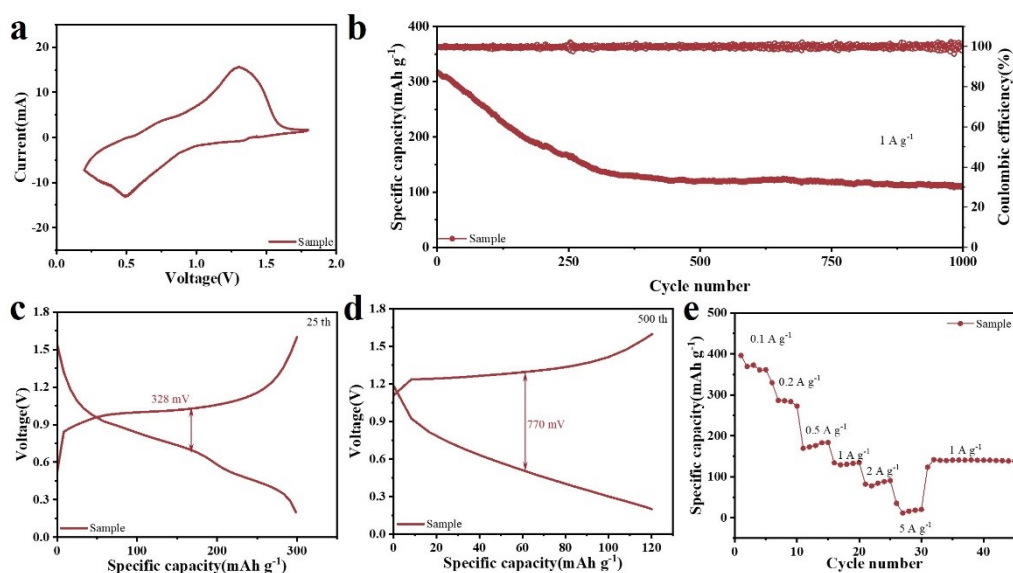 a
Current(mA)
20
10
0
-10
-20
Sample
0.0 0.5 1.0 1.5 2.0
Voltage(V)
b
Specific capacity(mAh g⁻¹)
400
300
200
100
0
1 A g⁻¹
Sample
100
80
60
40
20
0
Coulombic efficiency(%)
0 250 500 750 1000
Cycle number
c
Voltage(V)
1.8
1.5
1.2
0.9
0.6
0.3
0.0
25 th
328 mV
Sample
0 100 200 300
Specific capacity(mAh g⁻¹)
d
Voltage(V)
1.8
1.5
1.2
0.9
0.6
0.3
0.0
500 th
770 mV
Sample
0 20 40 60 80 100 120
Specific capacity(mAh g⁻¹)
e
Specific capacity(mAh g⁻¹)
500
400
300
200
100
0
Sample
0.1 A g⁻¹
0.2 A g⁻¹
0.5 A g⁻¹
1 A g⁻¹
2 A g⁻¹
5 A g⁻¹
1 A g⁻¹
0 10 20 30 40
Cycle number